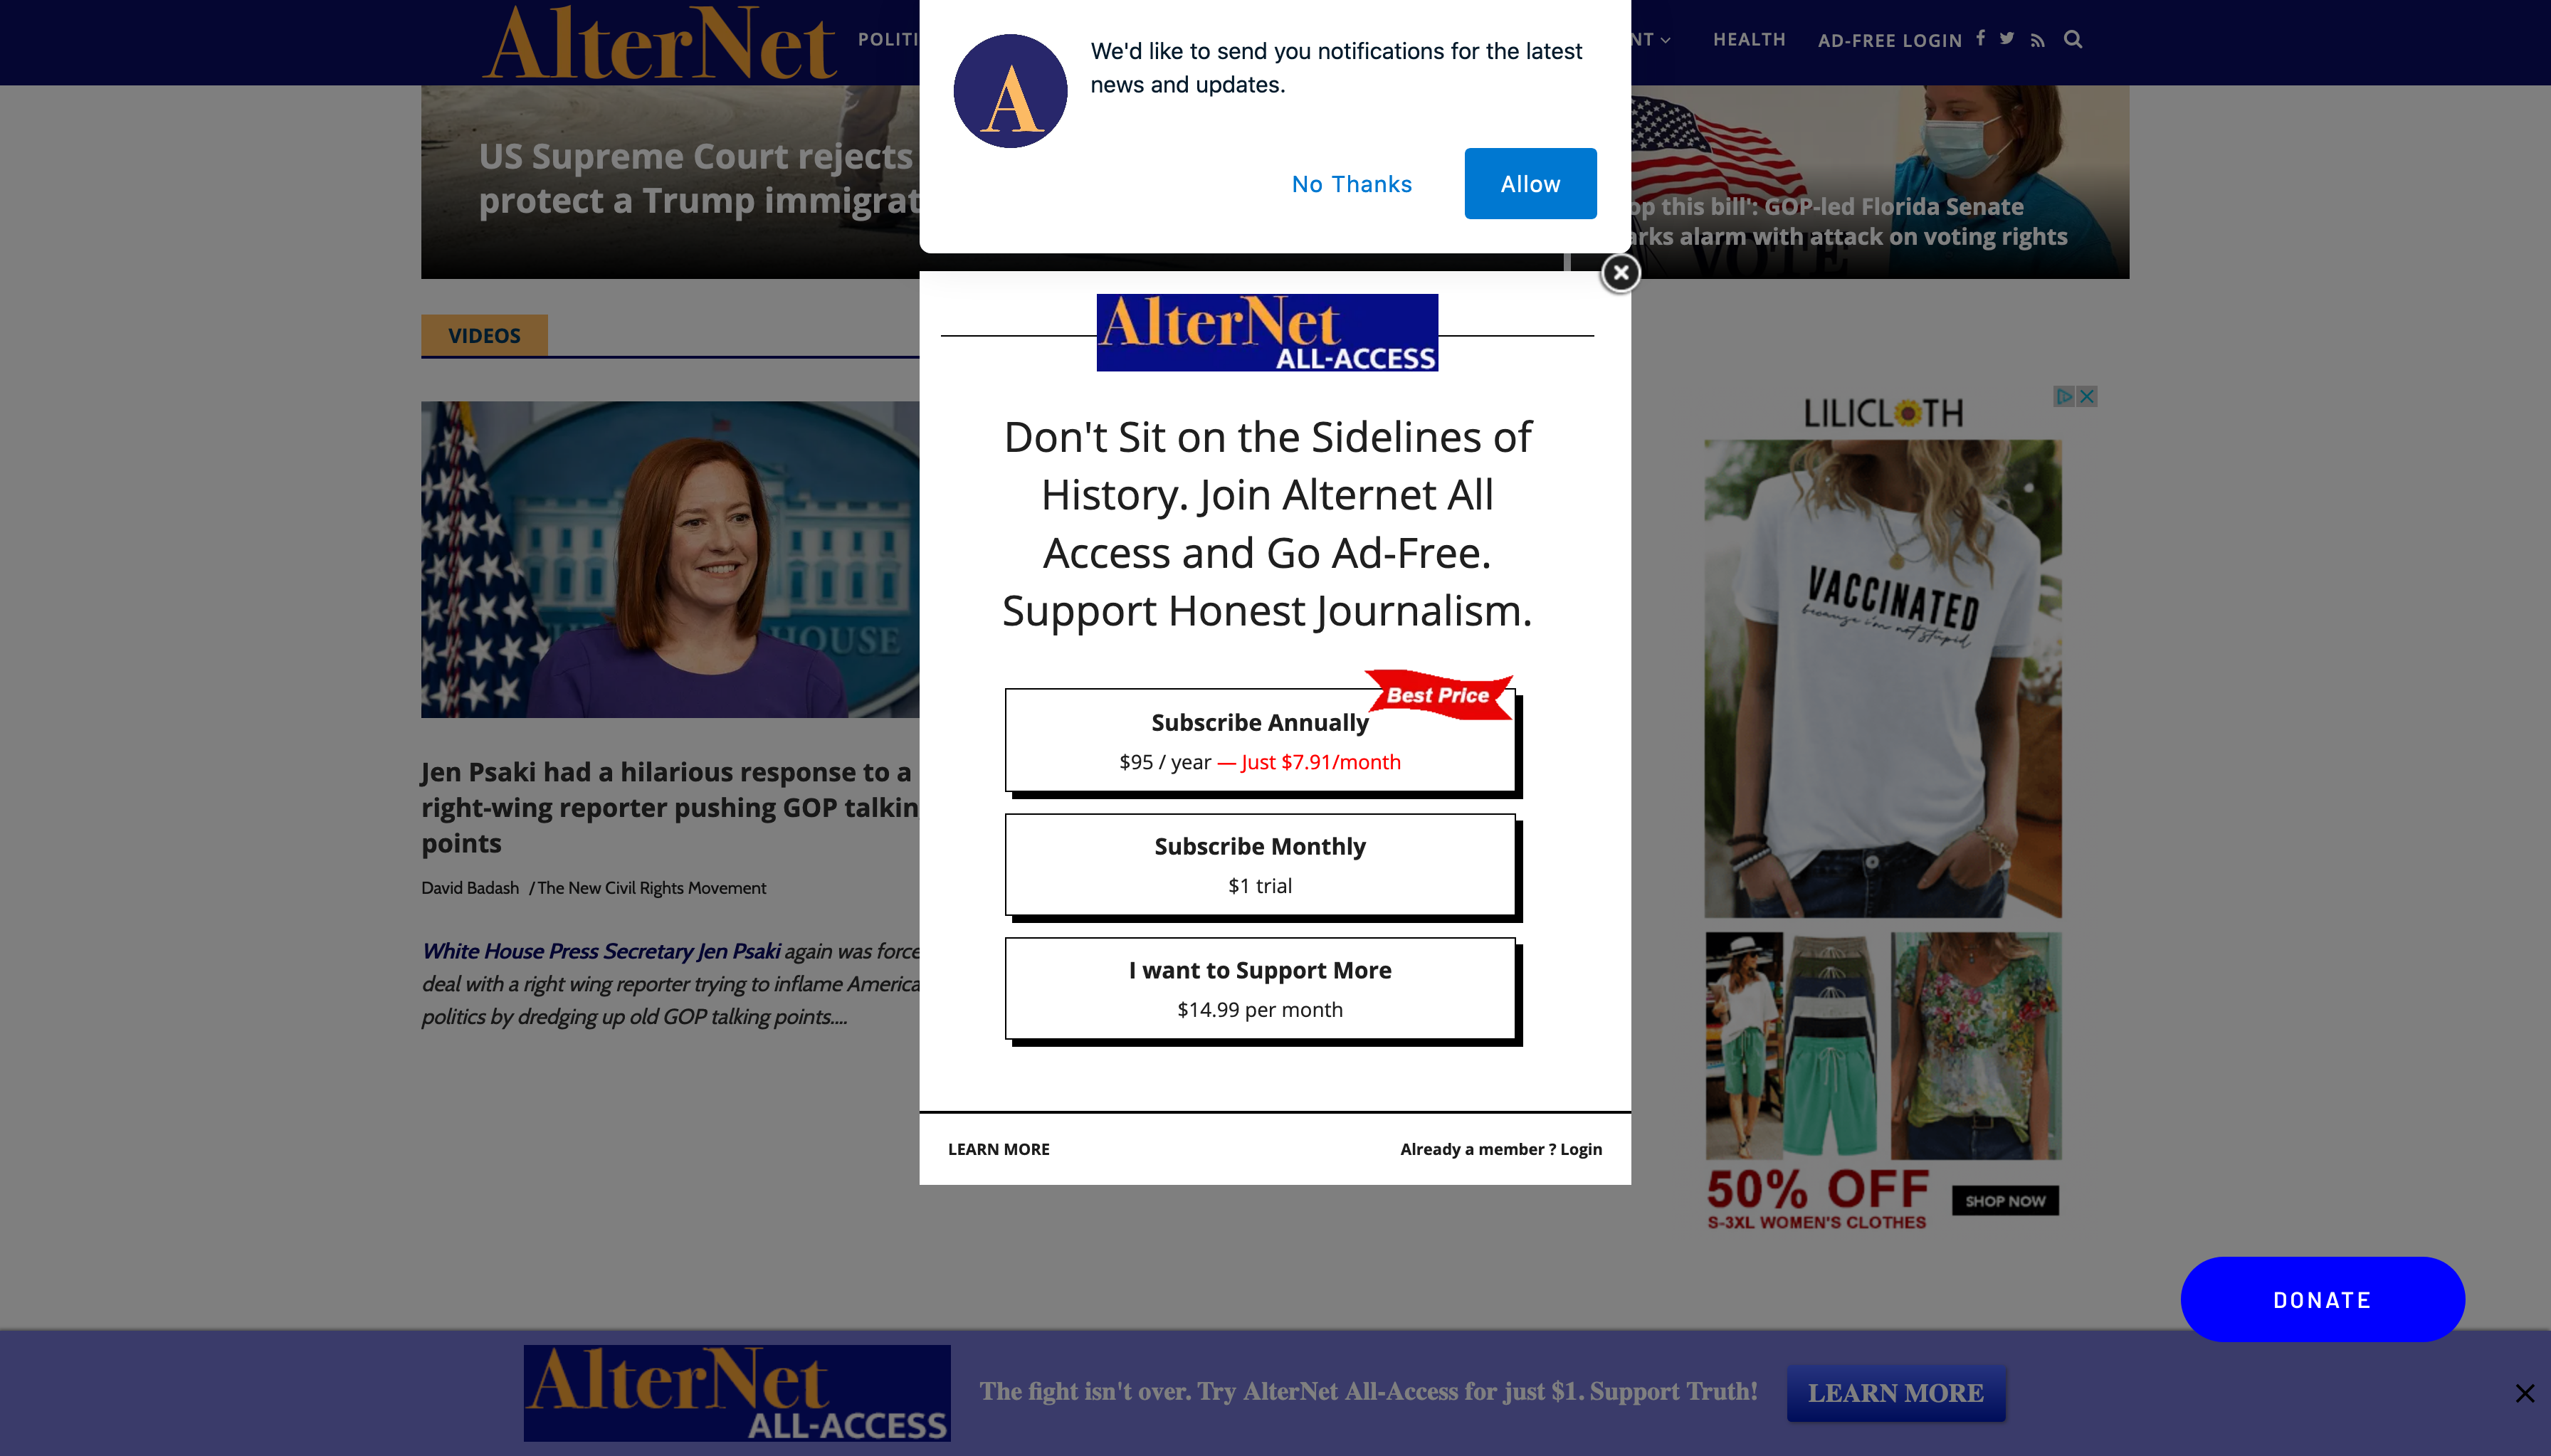 AlterNet
POLITI
NT
HEALTH
AD-FREE LOGIN
We'd like to send you notifications for the latest
news and updates.
No Thanks
Allow
US Supreme Court rejects
protect a Trump immigrat
op this bill': GOP-led Florida Senate
arks alarm with attack on voting rights
VOTE
VIDEOS
HOUSE
Jen Psaki had a hilarious response to a
right-wing reporter pushing GOP talkin
points
David Badash / The New Civil Rights Movement
White House Press Secretary Jen Psaki again was force
deal with a right wing reporter trying to inflame America
politics by dredging up old GOP talking points....
AlterNet
ALL-ACCESS
Don't Sit on the Sidelines of
History. Join Alternet All
Access and Go Ad-Free.
Support Honest Journalism.
Best Price
Subscribe Annually
$95 / year — Just $7.91/month
Subscribe Monthly
$1 trial
I want to Support More
$14.99 per month
LEARN MORE
Already a member ? Login
LILICLOTH
VACCINATED
because i'm not stupid
50% OFF
S-3XL WOMEN'S CLOTHES
SHOP NOW
DONATE
AlterNet
ALL-ACCESS
The fight isn't over. Try AlterNet All-Access for just $1. Support Truth!
LEARN MORE